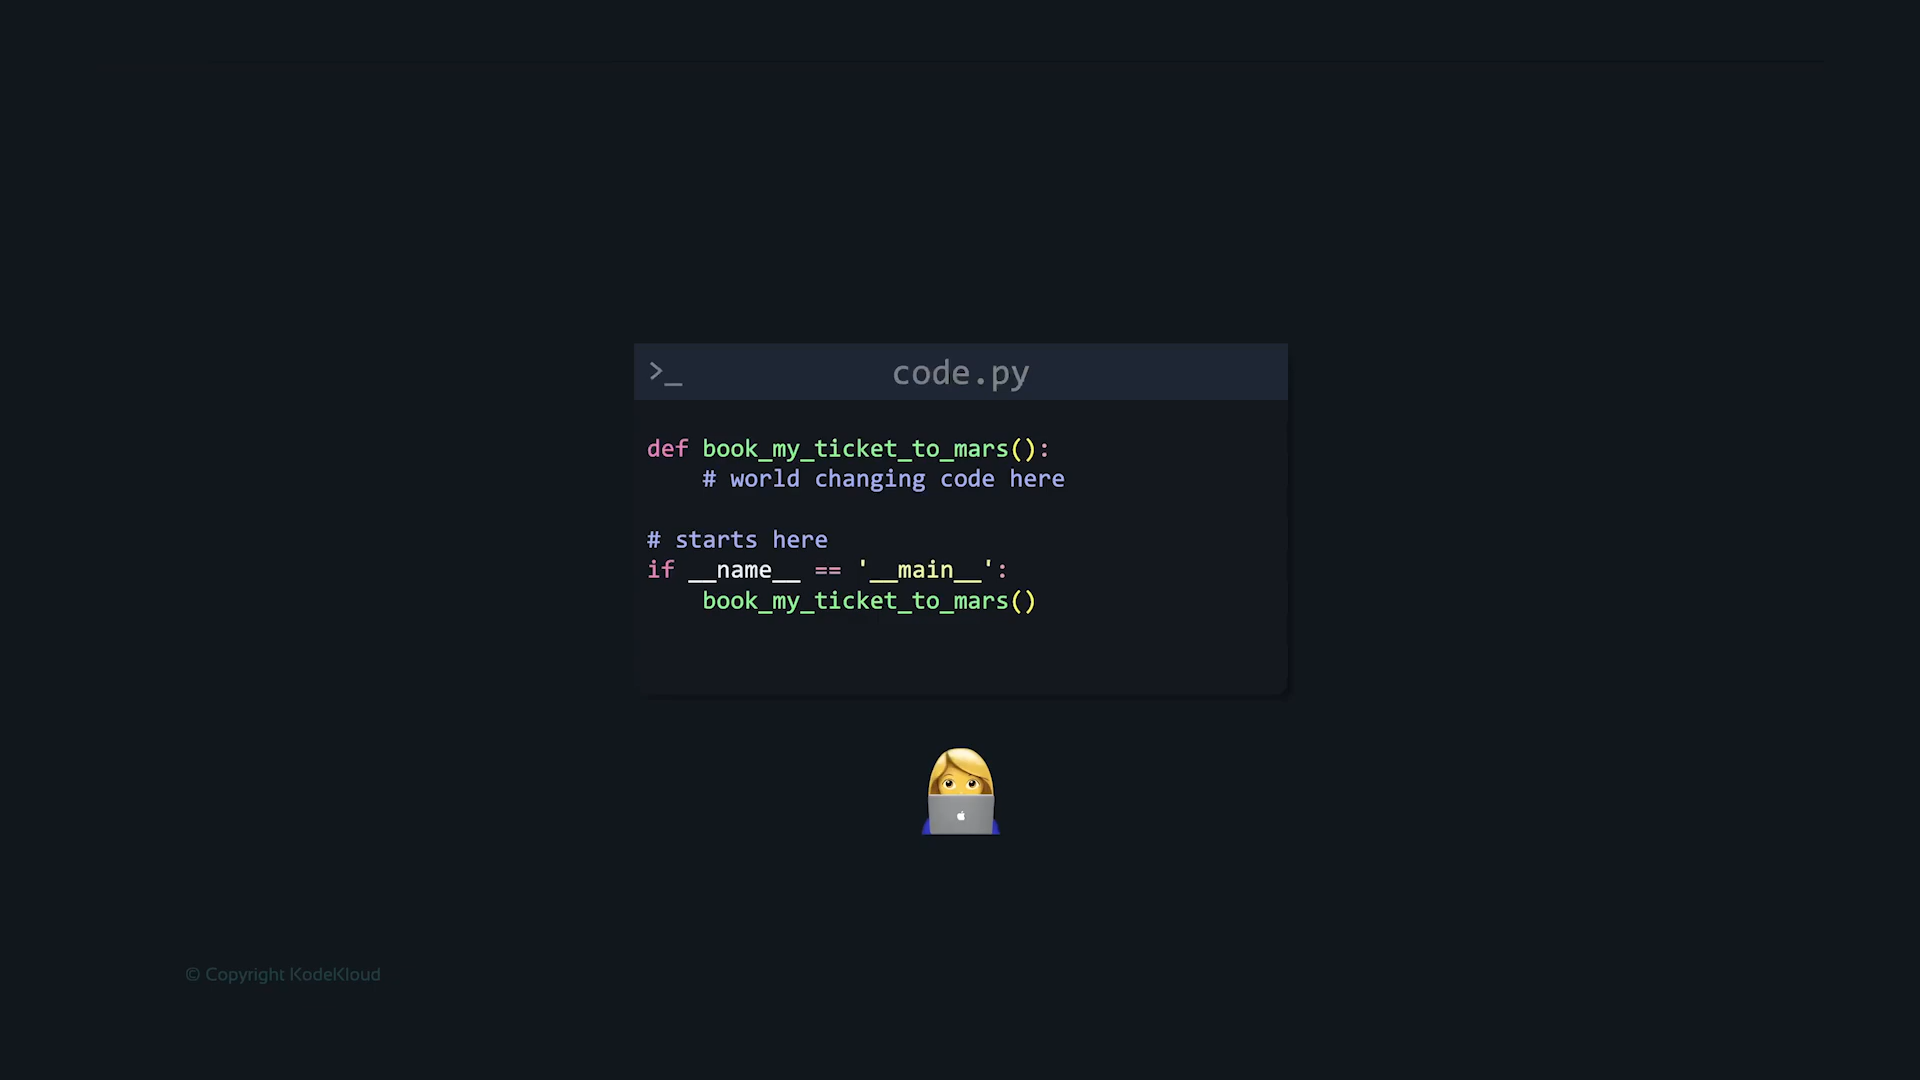 >_ code.py
def book_my_ticket_to_mars():
    # world changing code here
# starts here
if __name__ == '__main__':
    book_my_ticket_to_mars()
© Copyright KodeKloud